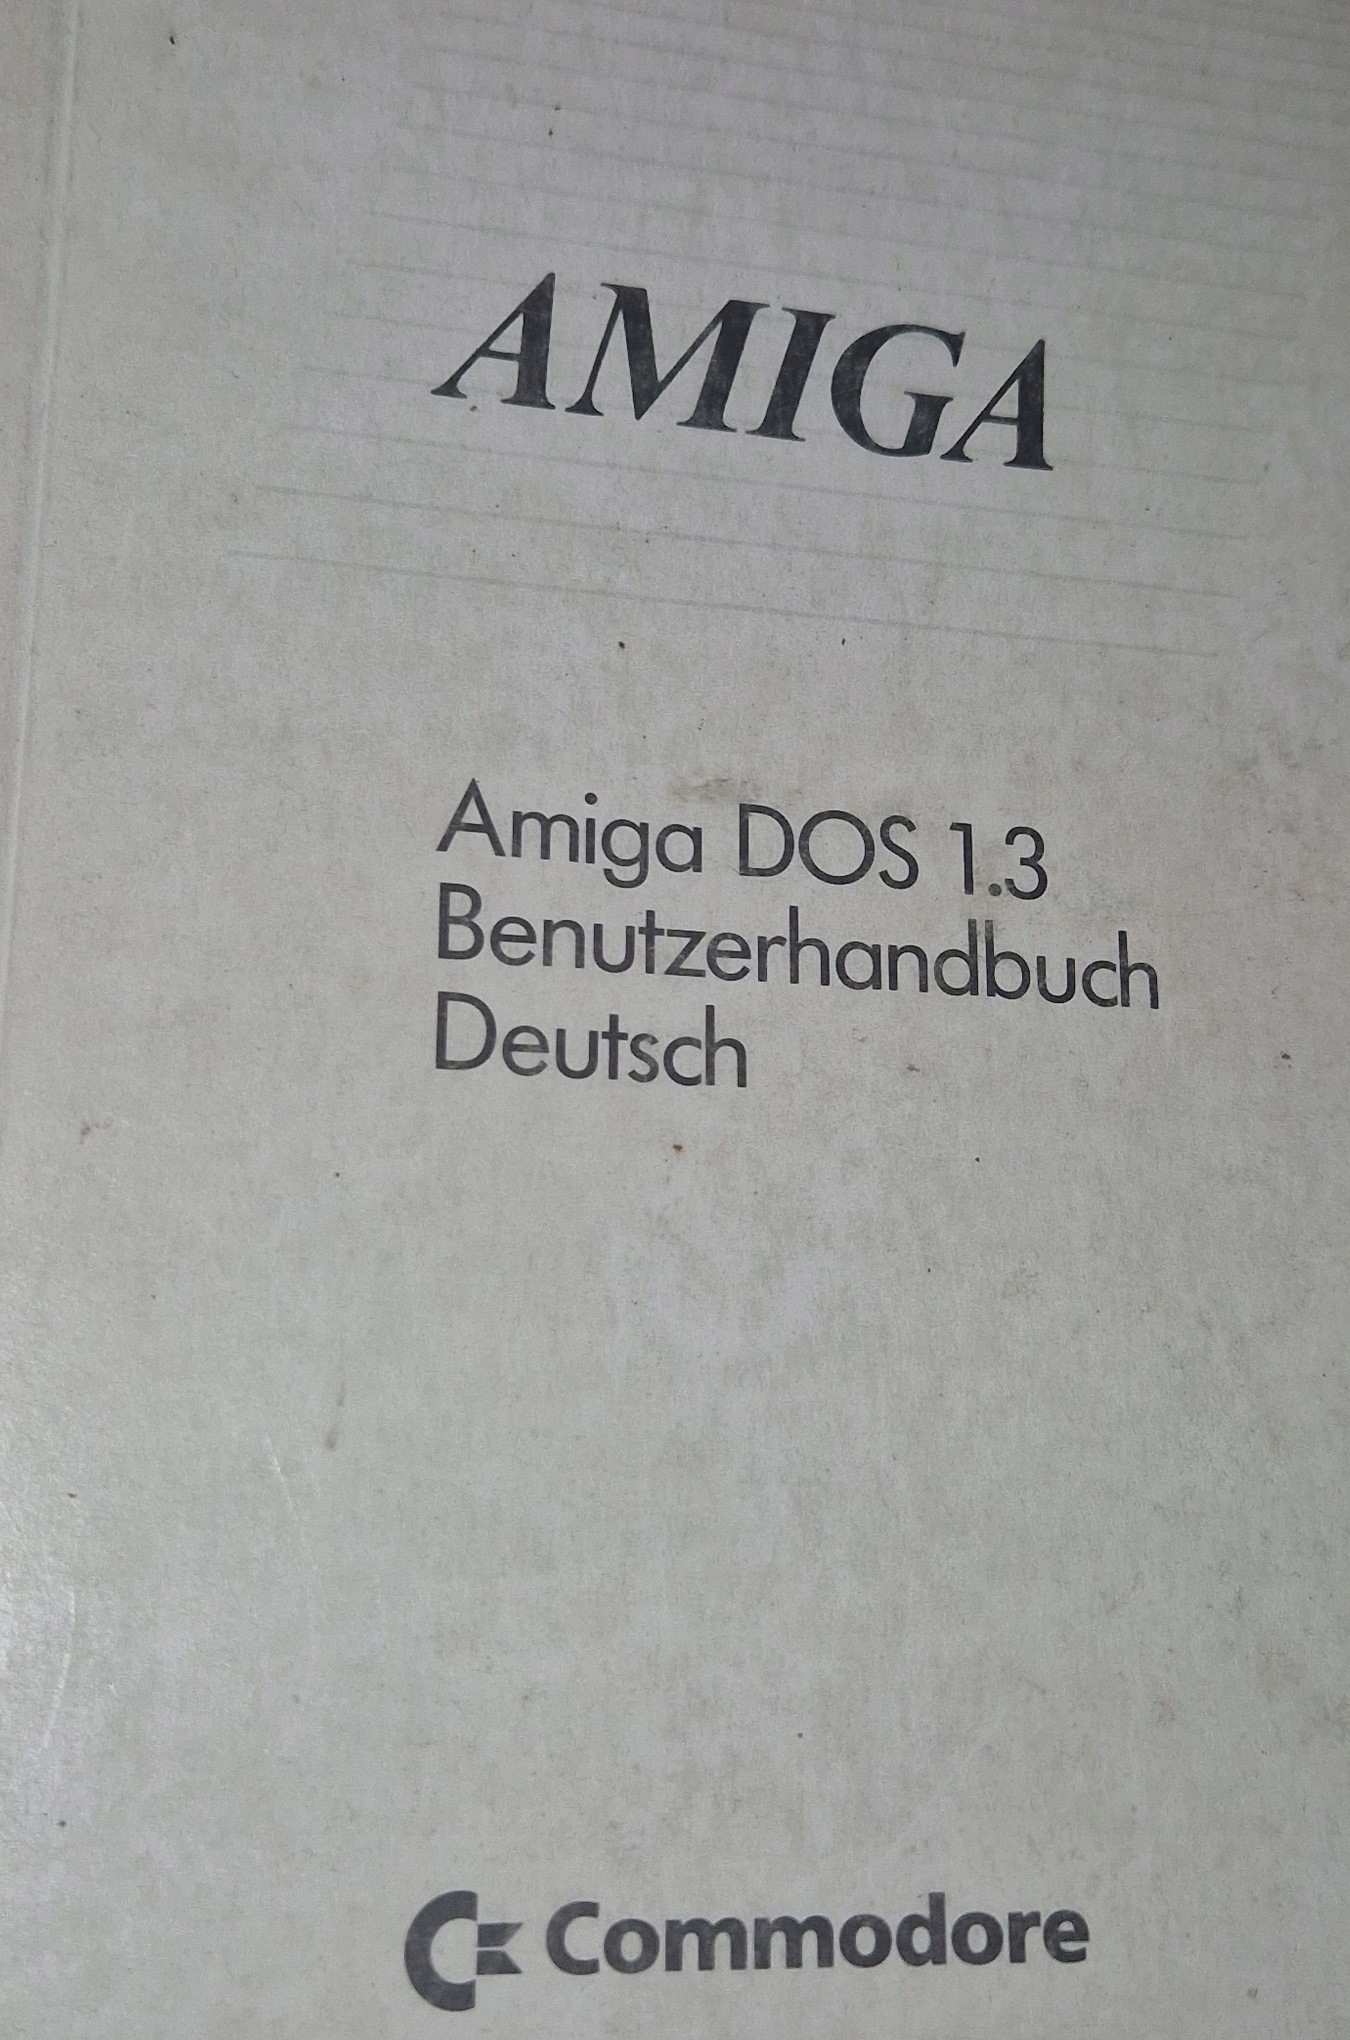 AMIGA
Amiga DOS 1.3
Benutzerhandbuch
Deutsch
Commodore